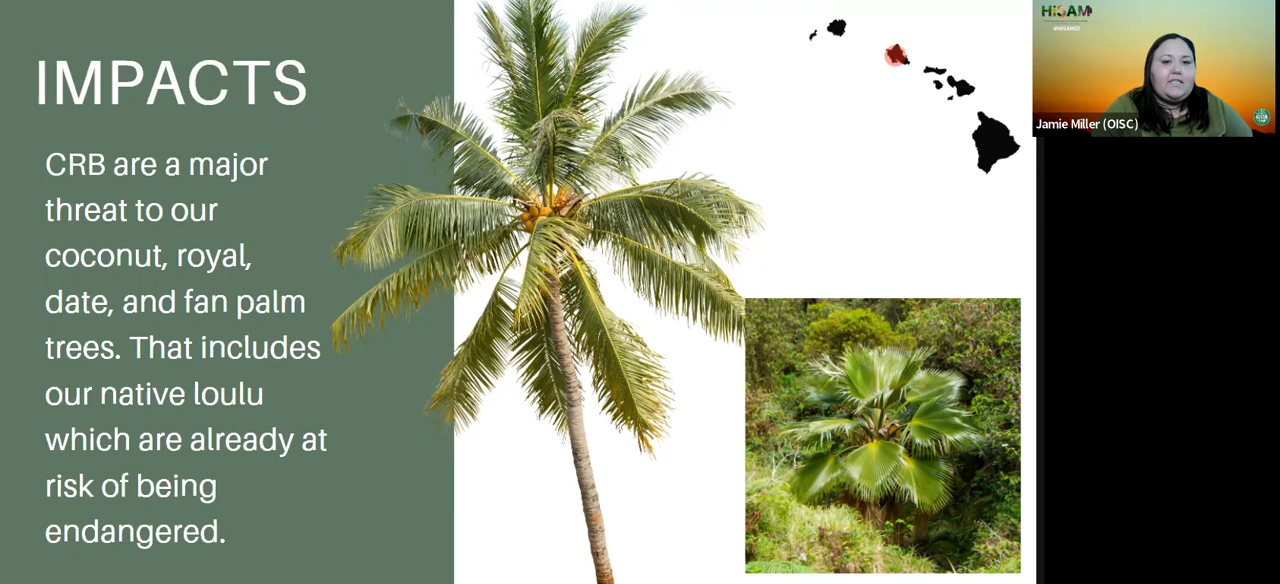 IMPACTS
CRB are a major
threat to our
coconut, royal,
date, and fan palm
trees. That includes
our native loulu
which are already at
risk of being
endangered.
HISAM
#HISAM22
Jamie Miller (OISC)